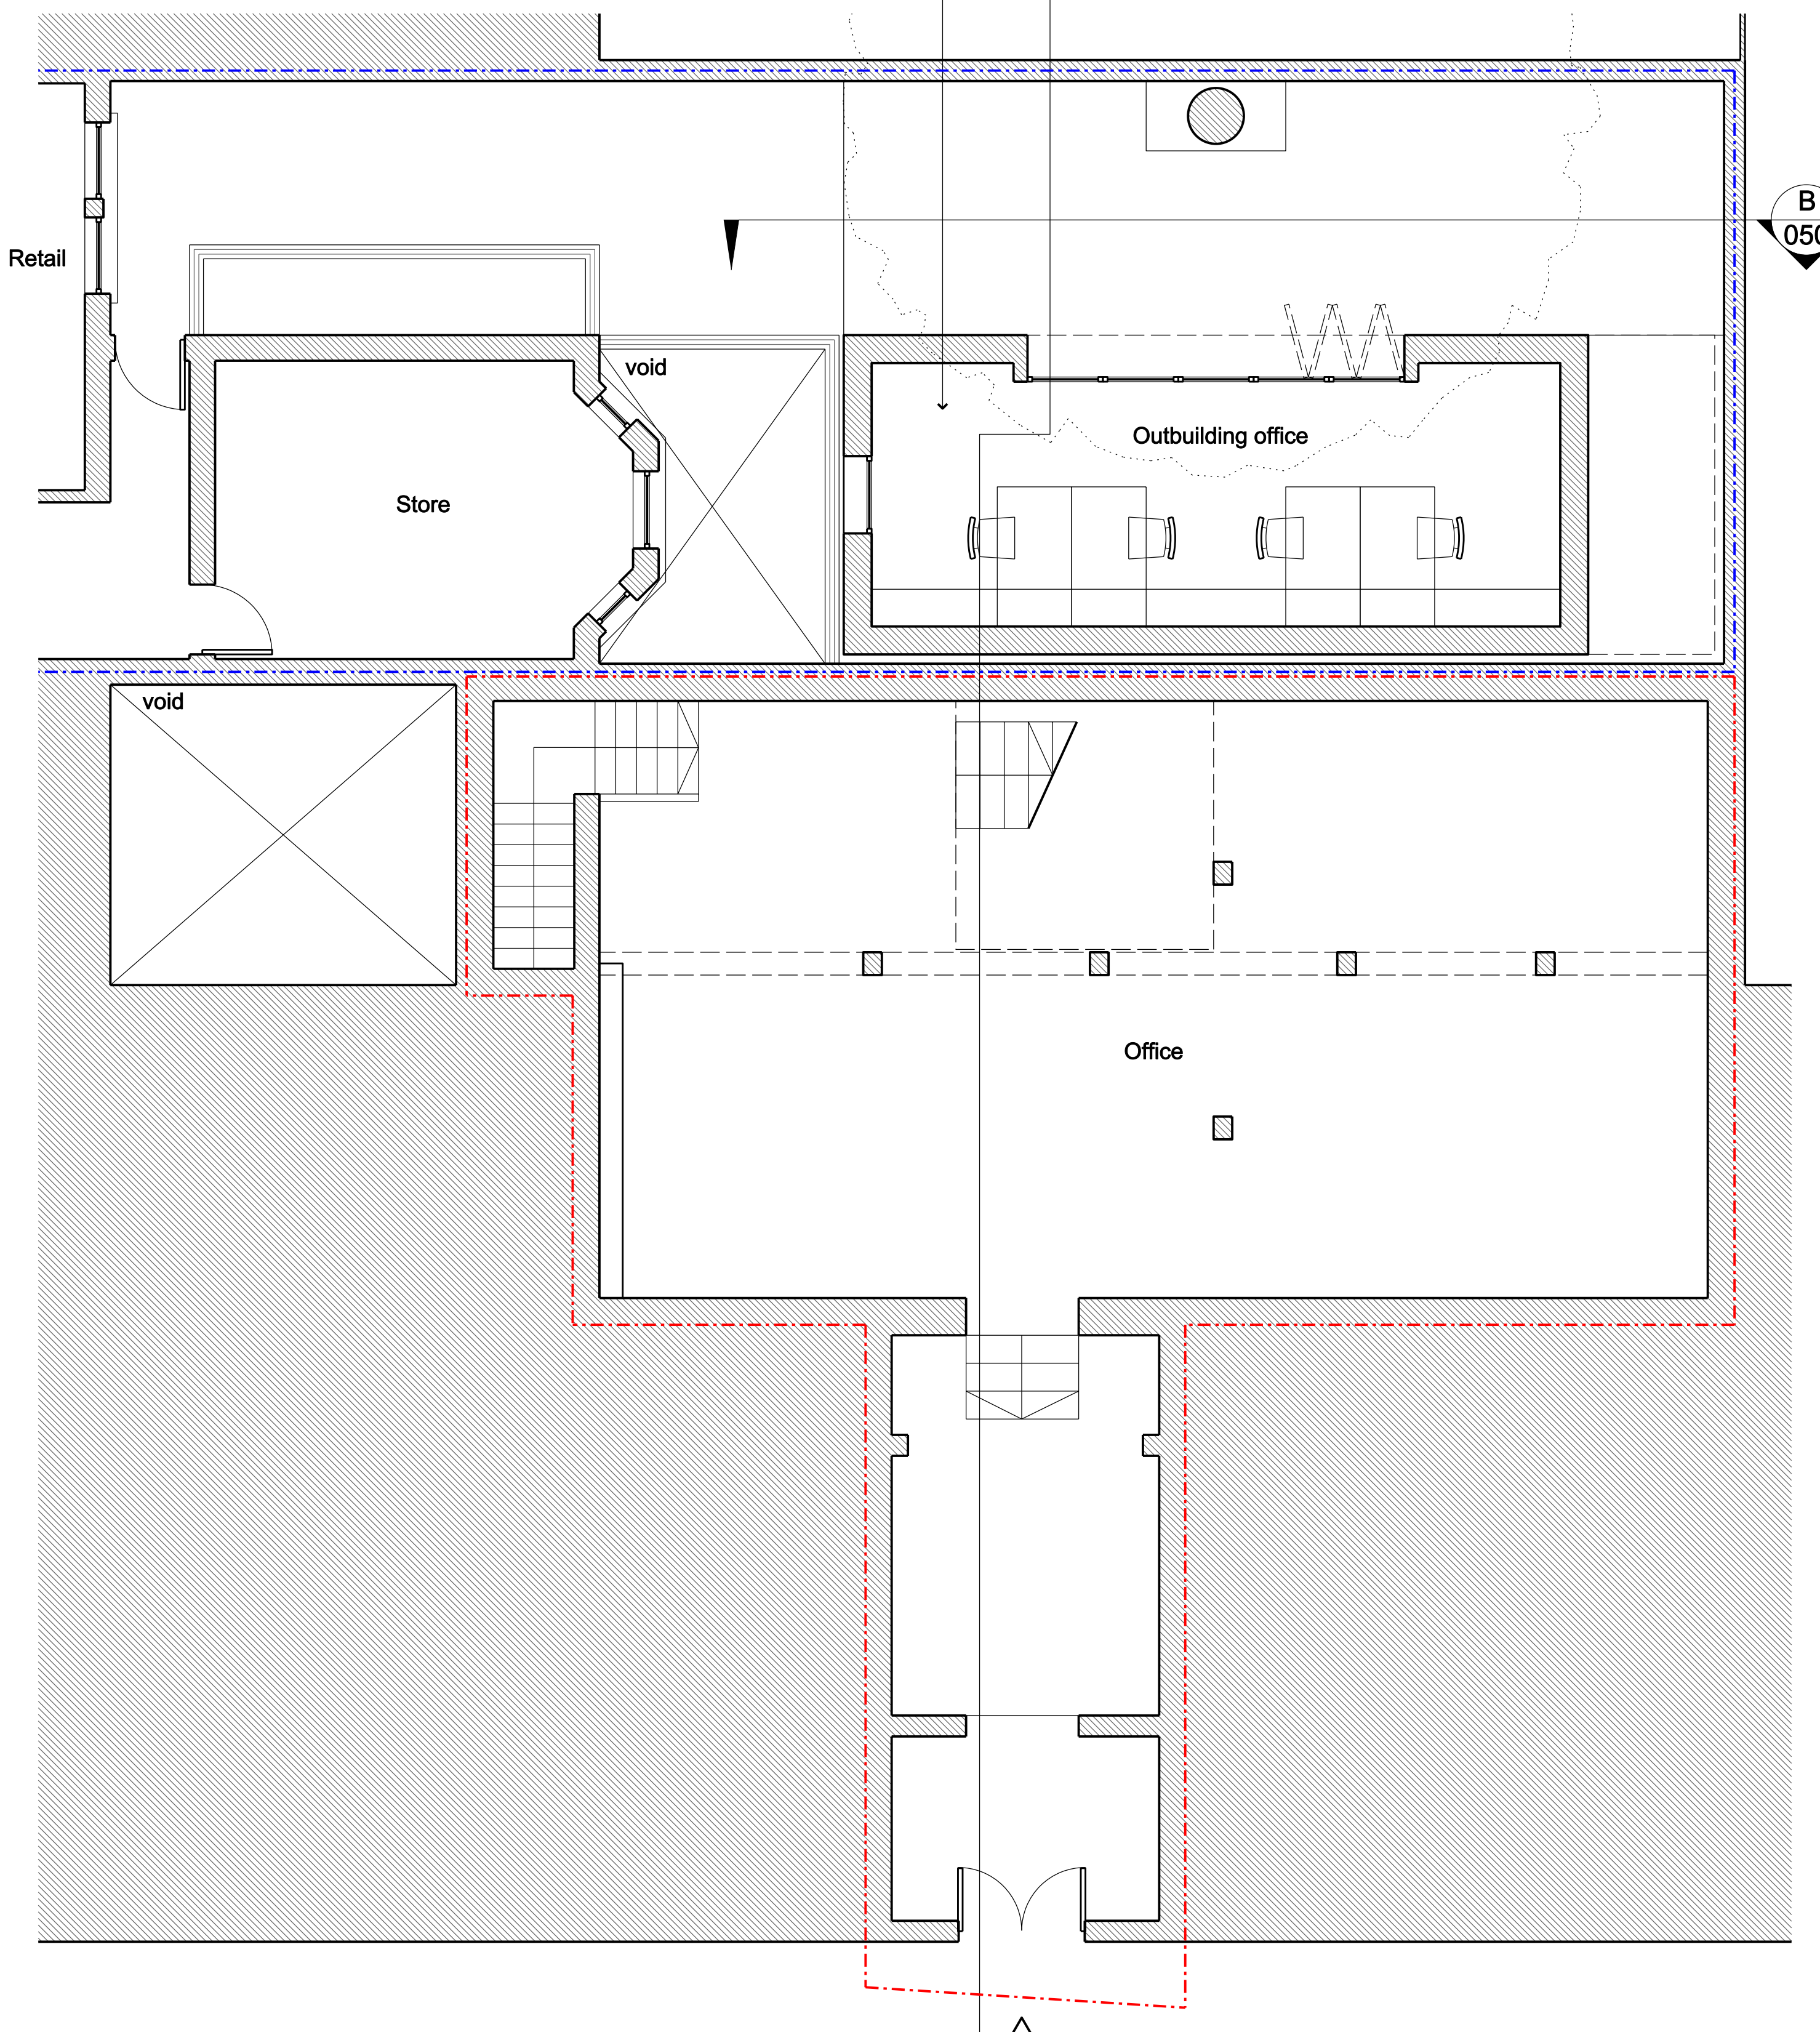 B
050
Retail
void
Outbuilding office
Store
void
Office